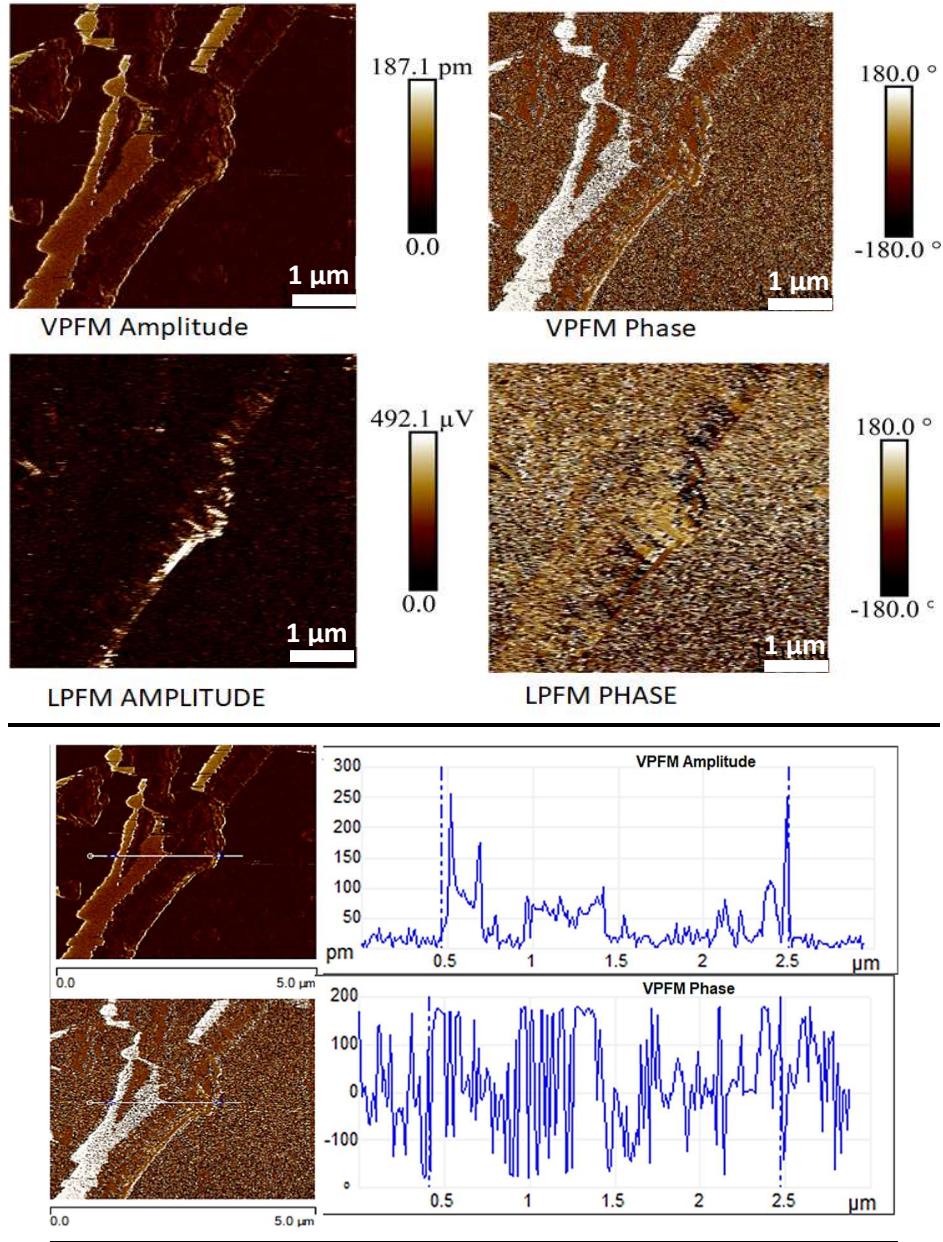 187.1 pm
0.0
1 µm
VPFM Amplitude
180.0 °
-180.0 °
1 µm
VPFM Phase
492.1 µV
0.0
1 µm
LPFM AMPLITUDE
180.0 °
-180.0 °
1 µm
LPFM PHASE
VPFM Amplitude
300
250
200
150
100
50
pm
0.5
1
1.5
2
2.5
µm
0.0
5.0 µm
VPFM Phase
200
100
0
-100
°
0.5
1
1.5
2
2.5
µm
0.0
5.0 µm